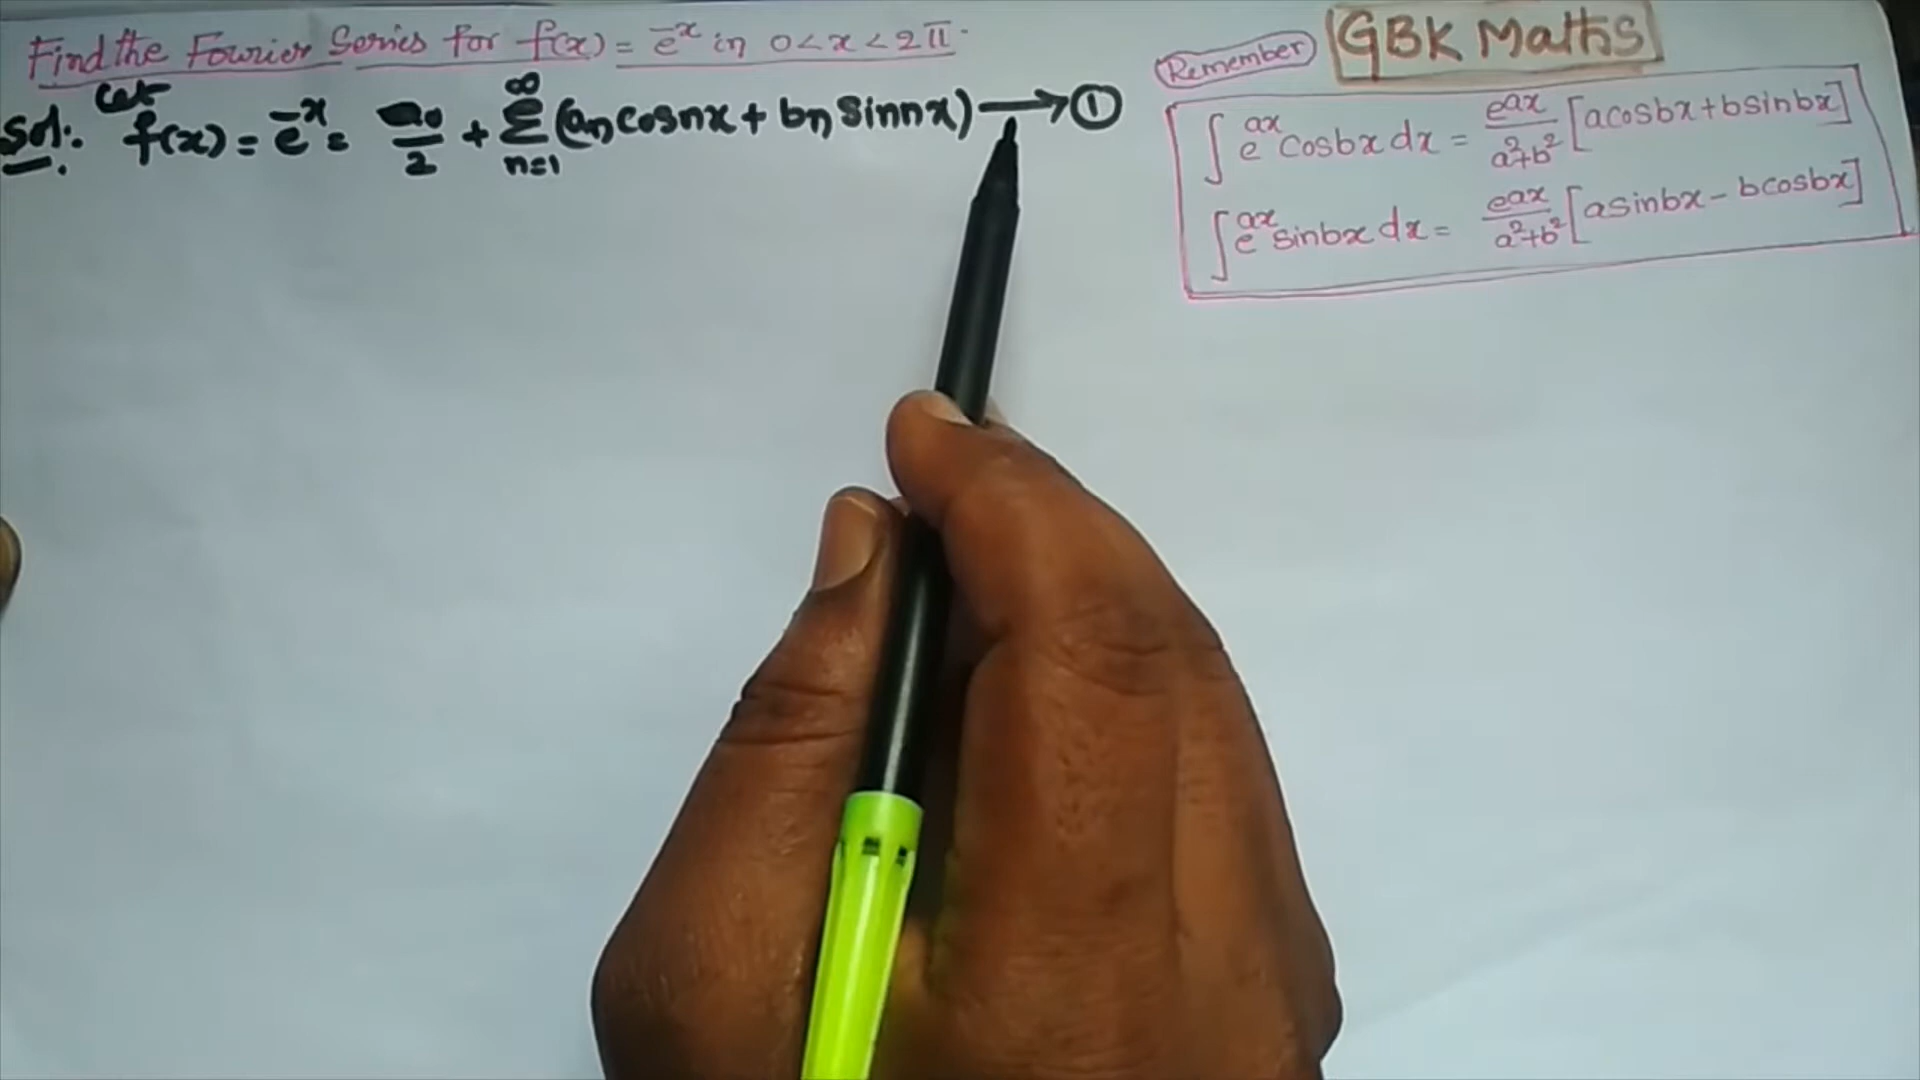 Find the Fourier Series for f(x) = e^-x in 0<x<2π.
GBK Maths
Remember
Sol: Let f(x) = e^-x = a0/2 + Σ n=1 ∞ (an cosnx + bn sinnx) → ①
∫ e^ax cosbx dx = e^ax/(a²+b²) [acosbx + bsinbx]
∫ e^ax sinbx dx = e^ax/(a²+b²) [asinbx - bcosbx]